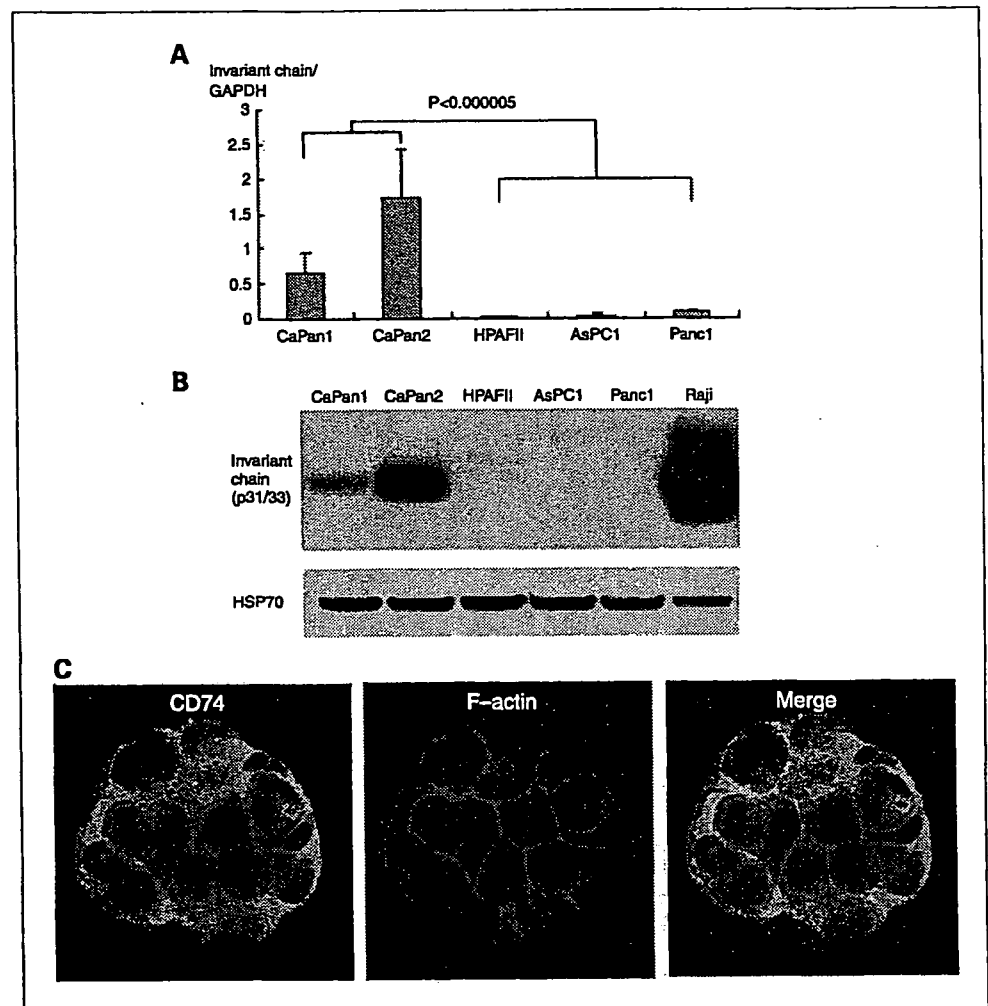 A
Invariant chain/
GAPDH
P<0.000005
3
2.5
2
1.5
1
0.5
0
CaPan1 CaPan2 HPAFII AsPC1 Panc1
B
CaPan1 CaPan2 HPAFII AsPC1 Panc1 Raji
Invariant
chain
(p31/33)
HSP70
C
CD74 F-actin Merge